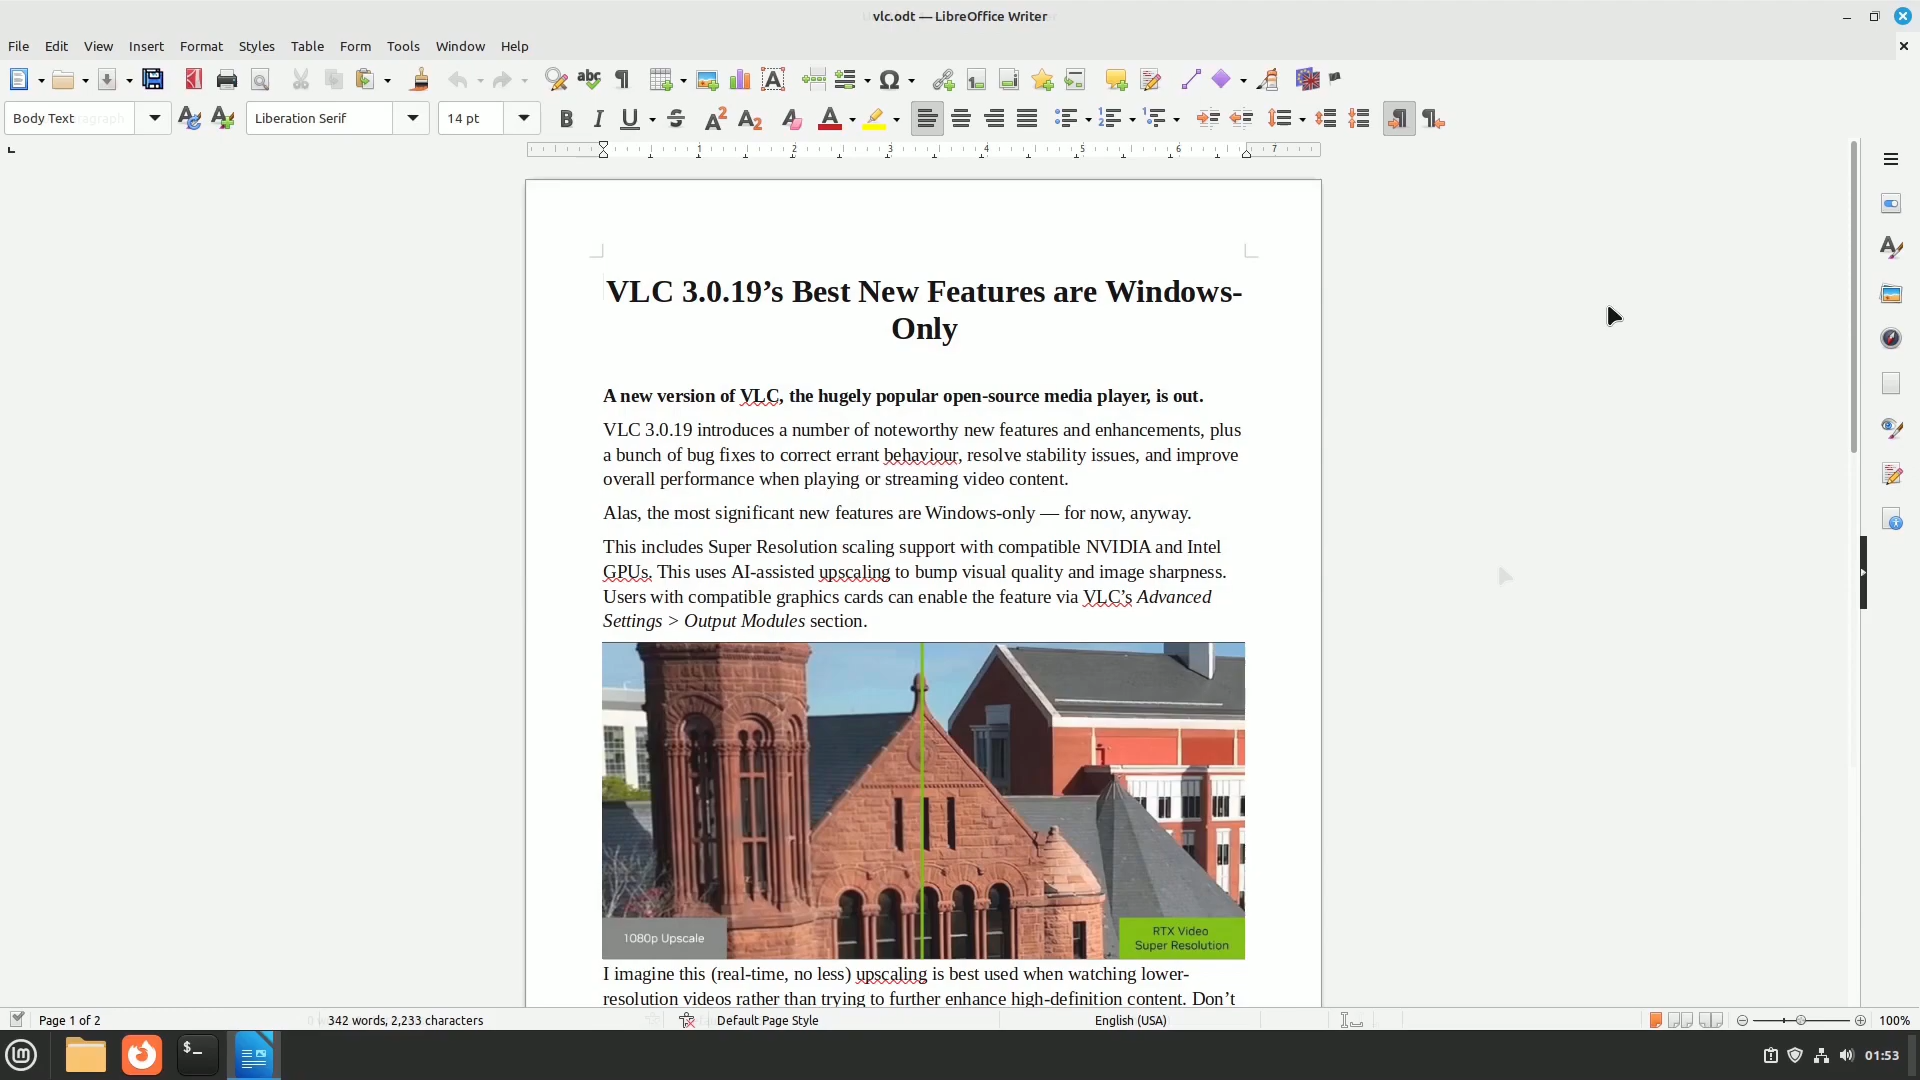 vlc.odt — LibreOffice Writer
File Edit View Insert Format Styles Table Form Tools Window Help
Body Text
Liberation Serif
14 pt
1 2 3 4 5 6 7
VLC 3.0.19’s Best New Features are Windows-
Only
A new version of VLC, the hugely popular open-source media player, is out.
VLC 3.0.19 introduces a number of noteworthy new features and enhancements, plus
a bunch of bug fixes to correct errant behaviour, resolve stability issues, and improve
overall performance when playing or streaming video content.
Alas, the most significant new features are Windows-only — for now, anyway.
This includes Super Resolution scaling support with compatible NVIDIA and Intel
GPUs. This uses AI-assisted upscaling to bump visual quality and image sharpness.
Users with compatible graphics cards can enable the feature via VLC’s Advanced
Settings > Output Modules section.
1080p Upscale
RTX Video
Super Resolution
I imagine this (real-time, no less) upscaling is best used when watching lower-
resolution videos rather than trying to further enhance high-definition content. Don’t
Page 1 of 2
342 words, 2,233 characters
Default Page Style
English (USA)
100%
01:53